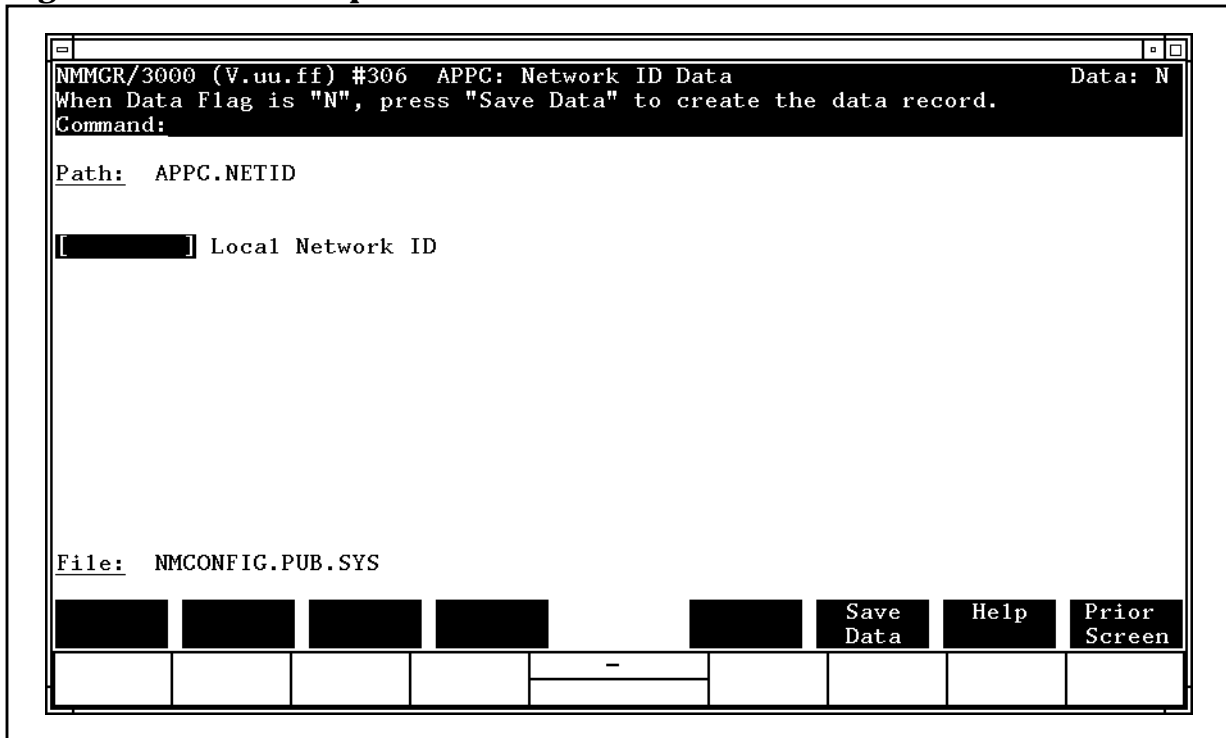 NMMGR/3000 (V.uu.ff) #306 APPC: Network ID Data Data: N
When Data Flag is "N", press "Save Data" to create the data record.
Command:
Path: APPC.NETID
[ ] Local Network ID
File: NMCONFIG.PUB.SYS
Save Data
Help
Prior Screen